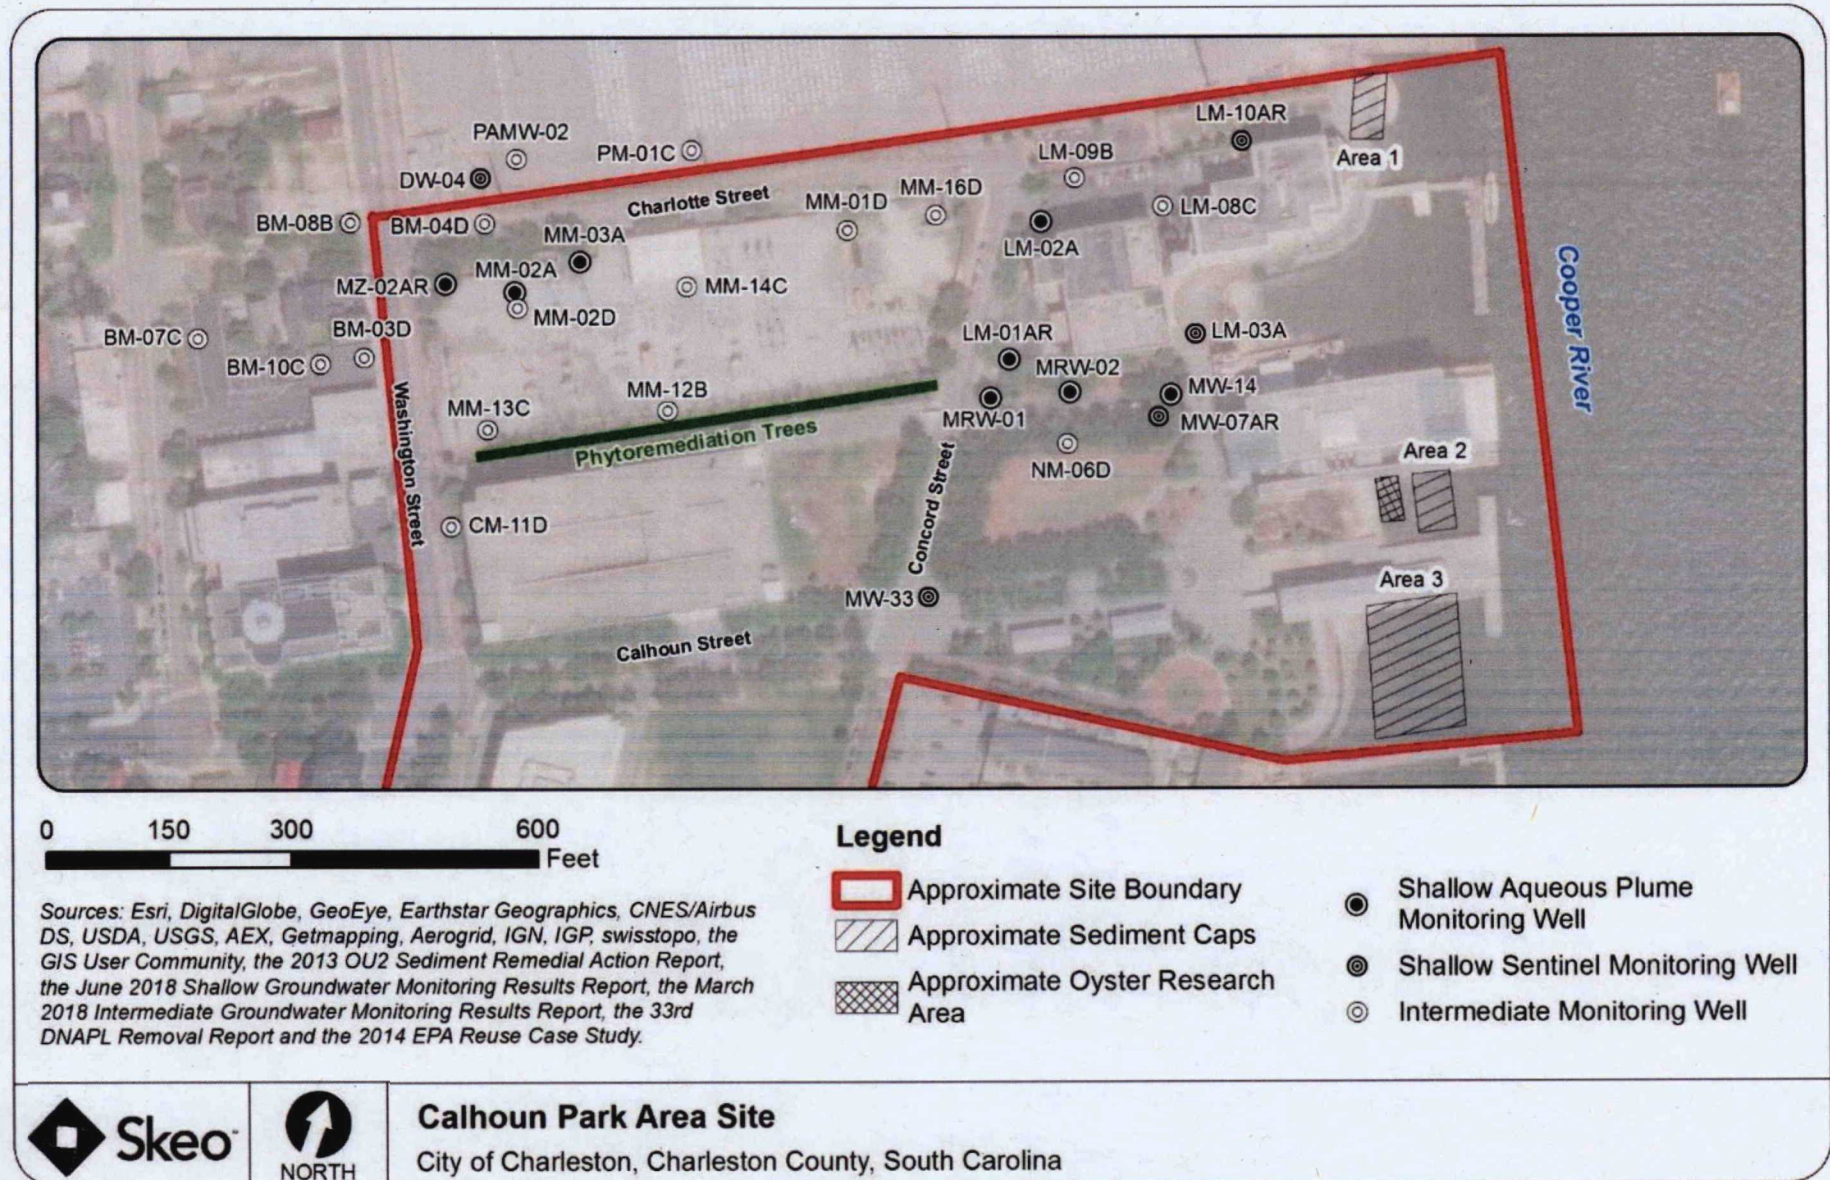 PAMW-02
PM-01C
LM-10AR
LM-09B
Area 1
DW-04
MM-16D
Charlotte Street
MM-01D
LM-08C
BM-08B
BM-04D
MM-03A
LM-02A
MM-02A
MZ-02AR
MM-14C
MM-02D
Cooper River
BM-07C
BM-03D
LM-01AR
LM-03A
BM-10C
MRW-02
MM-12B
MW-14
Washington Street
MM-13C
MRW-01
MW-07AR
Phytoremediation Trees
Area 2
NM-06D
Concord Street
CM-11D
Area 3
MW-33
Calhoun Street
0 150 300 600
Feet
Sources: Esri, DigitalGlobe, GeoEye, Earthstar Geographics, CNES/Airbus
DS, USDA, USGS, AEX, Getmapping, Aerogrid, IGN, IGP, swisstopo, the
GIS User Community, the 2013 OU2 Sediment Remedial Action Report,
the June 2018 Shallow Groundwater Monitoring Results Report, the March
2018 Intermediate Groundwater Monitoring Results Report, the 33rd
DNAPL Removal Report and the 2014 EPA Reuse Case Study.
Legend
Approximate Site Boundary
Approximate Sediment Caps
Approximate Oyster Research
Area
Shallow Aqueous Plume
Monitoring Well
Shallow Sentinel Monitoring Well
Intermediate Monitoring Well
Skeo
NORTH
Calhoun Park Area Site
City of Charleston, Charleston County, South Carolina